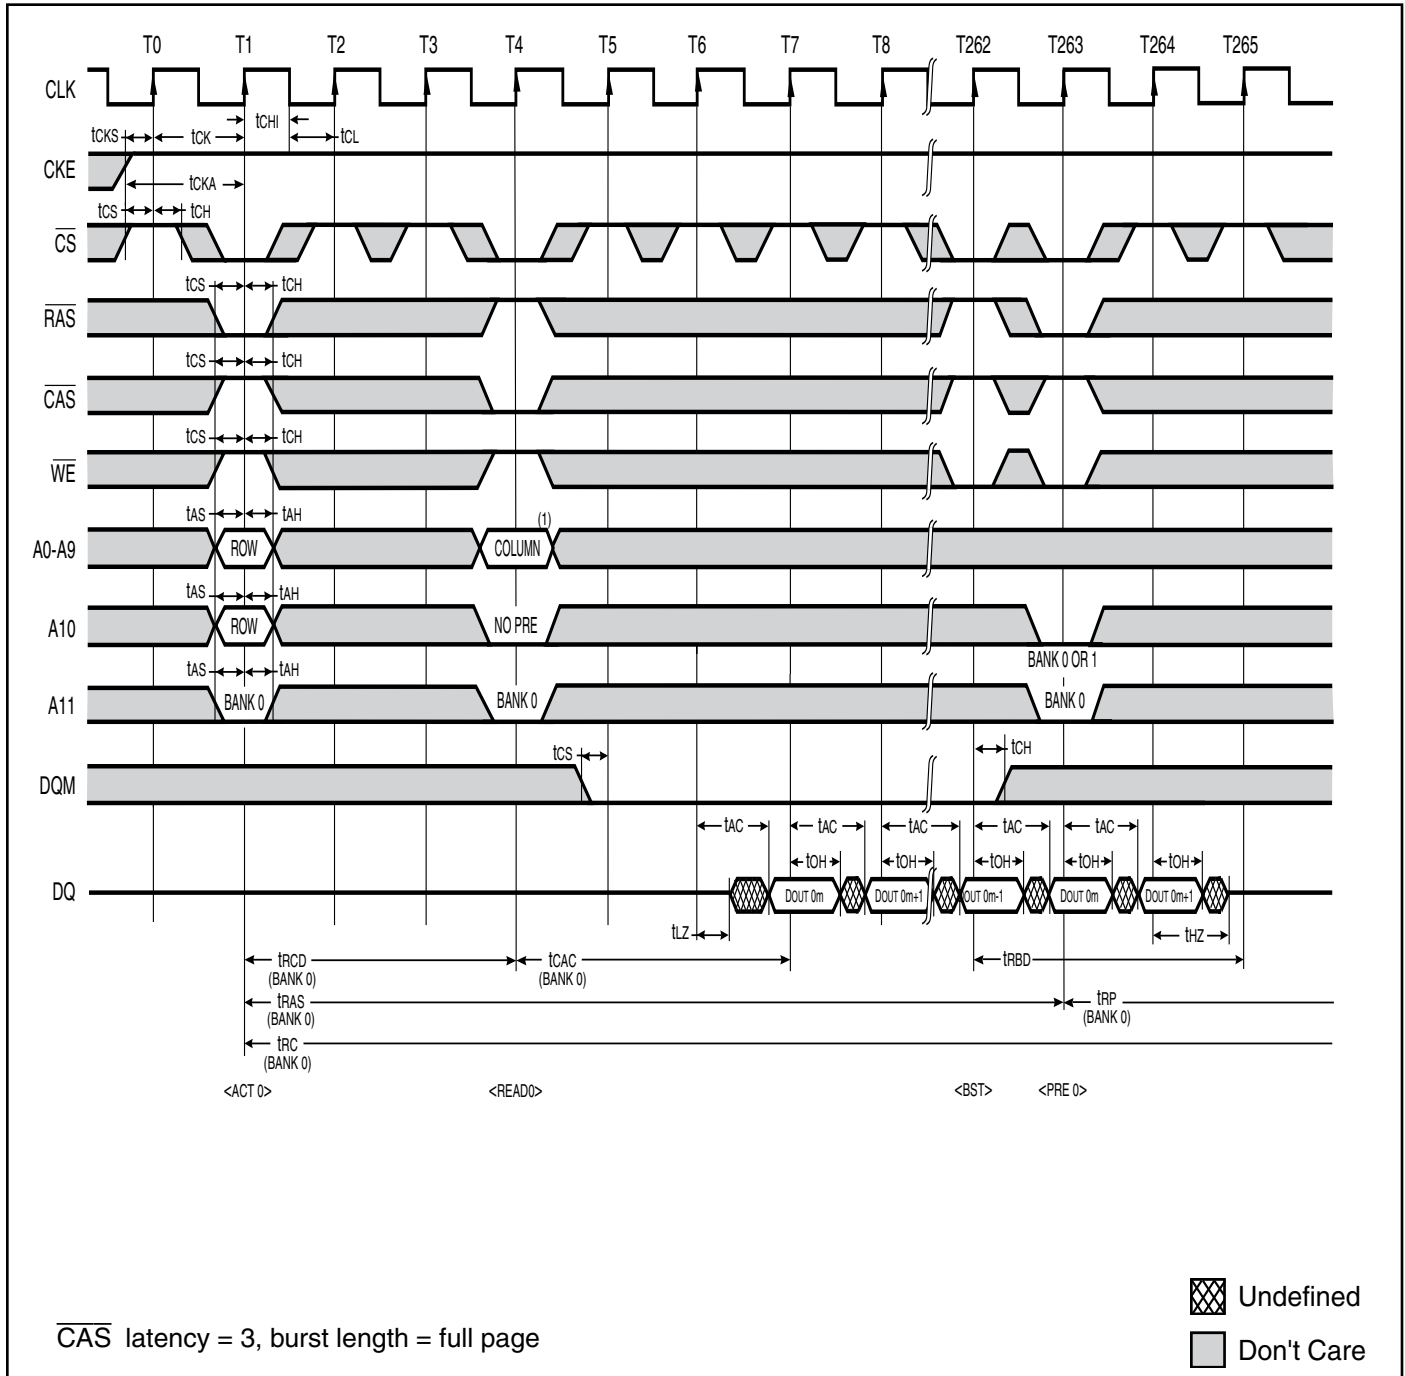 T0 T1 T2 T3 T4 T5 T6 T7 T8 T262 T263 T264 T265
CLK
tCHI
tCKS tCK tCL
CKE
tCKA
tCS tCH
CS
tCS tCH
RAS
tCS tCH
CAS
tCS tCH
WE
tAS tAH (1)
A0-A9 ROW COLUMN
tAS tAH
A10 ROW NO PRE
BANK 0 OR 1
tAS tAH
A11 BANK 0 BANK 0 BANK 0
tCS tCH
DQM
tAC tAC tAC tAC tAC
tOH tOH tOH tOH tOH
DQ DOUT 0m DOUT 0m+1 OUT 0m-1 DOUT 0m DOUT 0m+1
tLZ tHZ
tRCD tCAC tRBD
(BANK 0) (BANK 0)
tRAS tRP
(BANK 0) (BANK 0)
tRC
(BANK 0)
<ACT 0> <READ0> <BST> <PRE 0>
Undefined
CAS latency = 3, burst length = full page
Don't Care